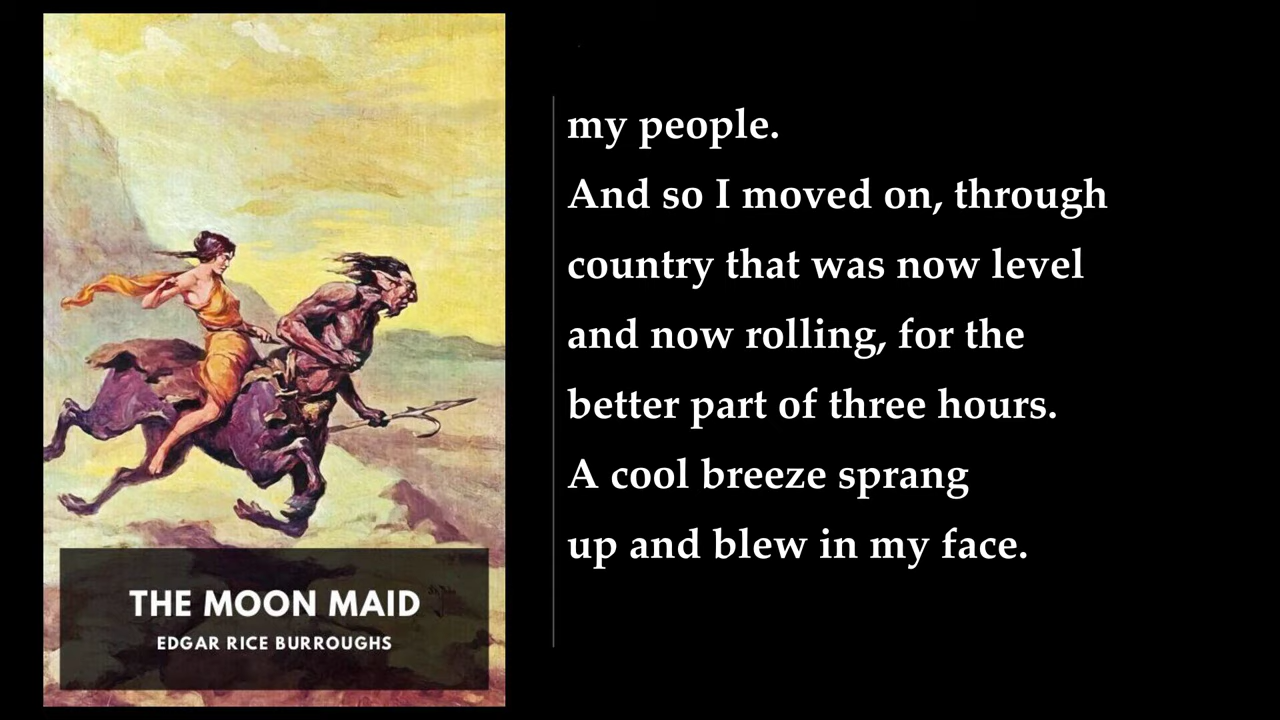 my people.
And so I moved on, through
country that was now level
and now rolling, for the
better part of three hours.
A cool breeze sprang
up and blew in my face.
THE MOON MAID
EDGAR RICE BURROUGHS